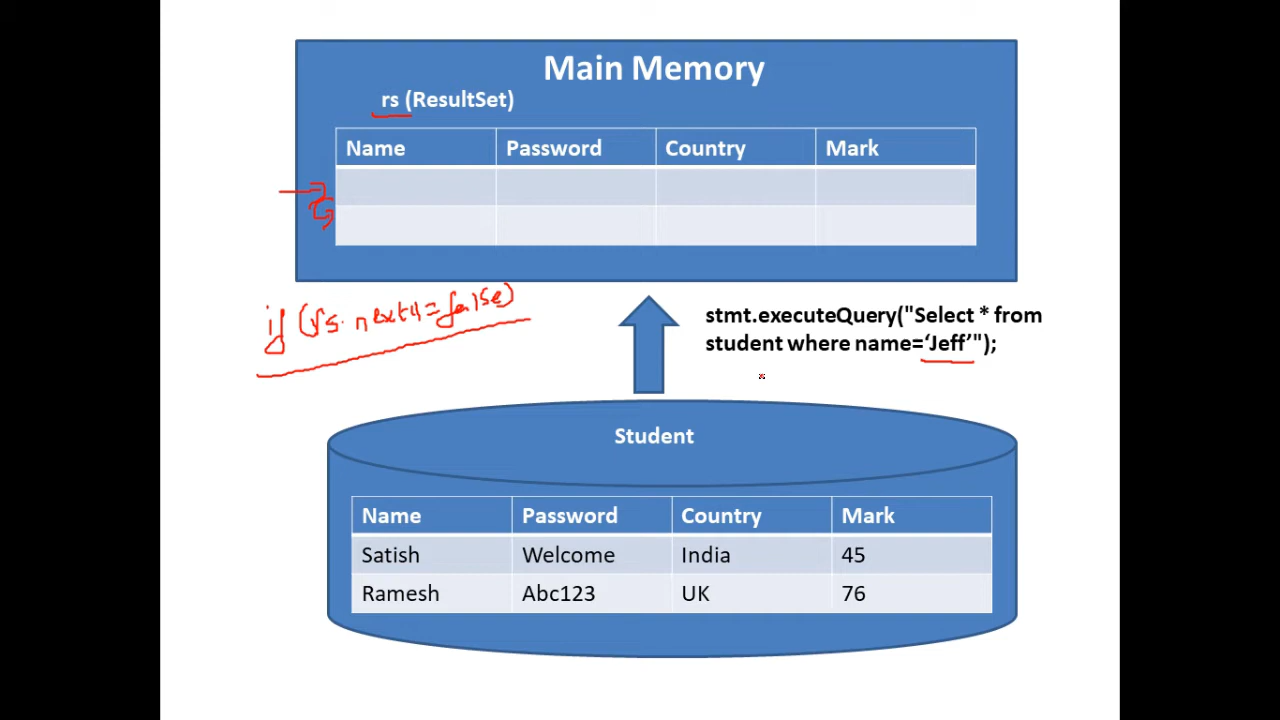 Main Memory
rs (ResultSet)
Name Password Country Mark
if (rs.next()=false)
stmt.executeQuery("Select * from
student where name=‘Jeff’");
Student
Name Password Country Mark
Satish Welcome India 45
Ramesh Abc123 UK 76